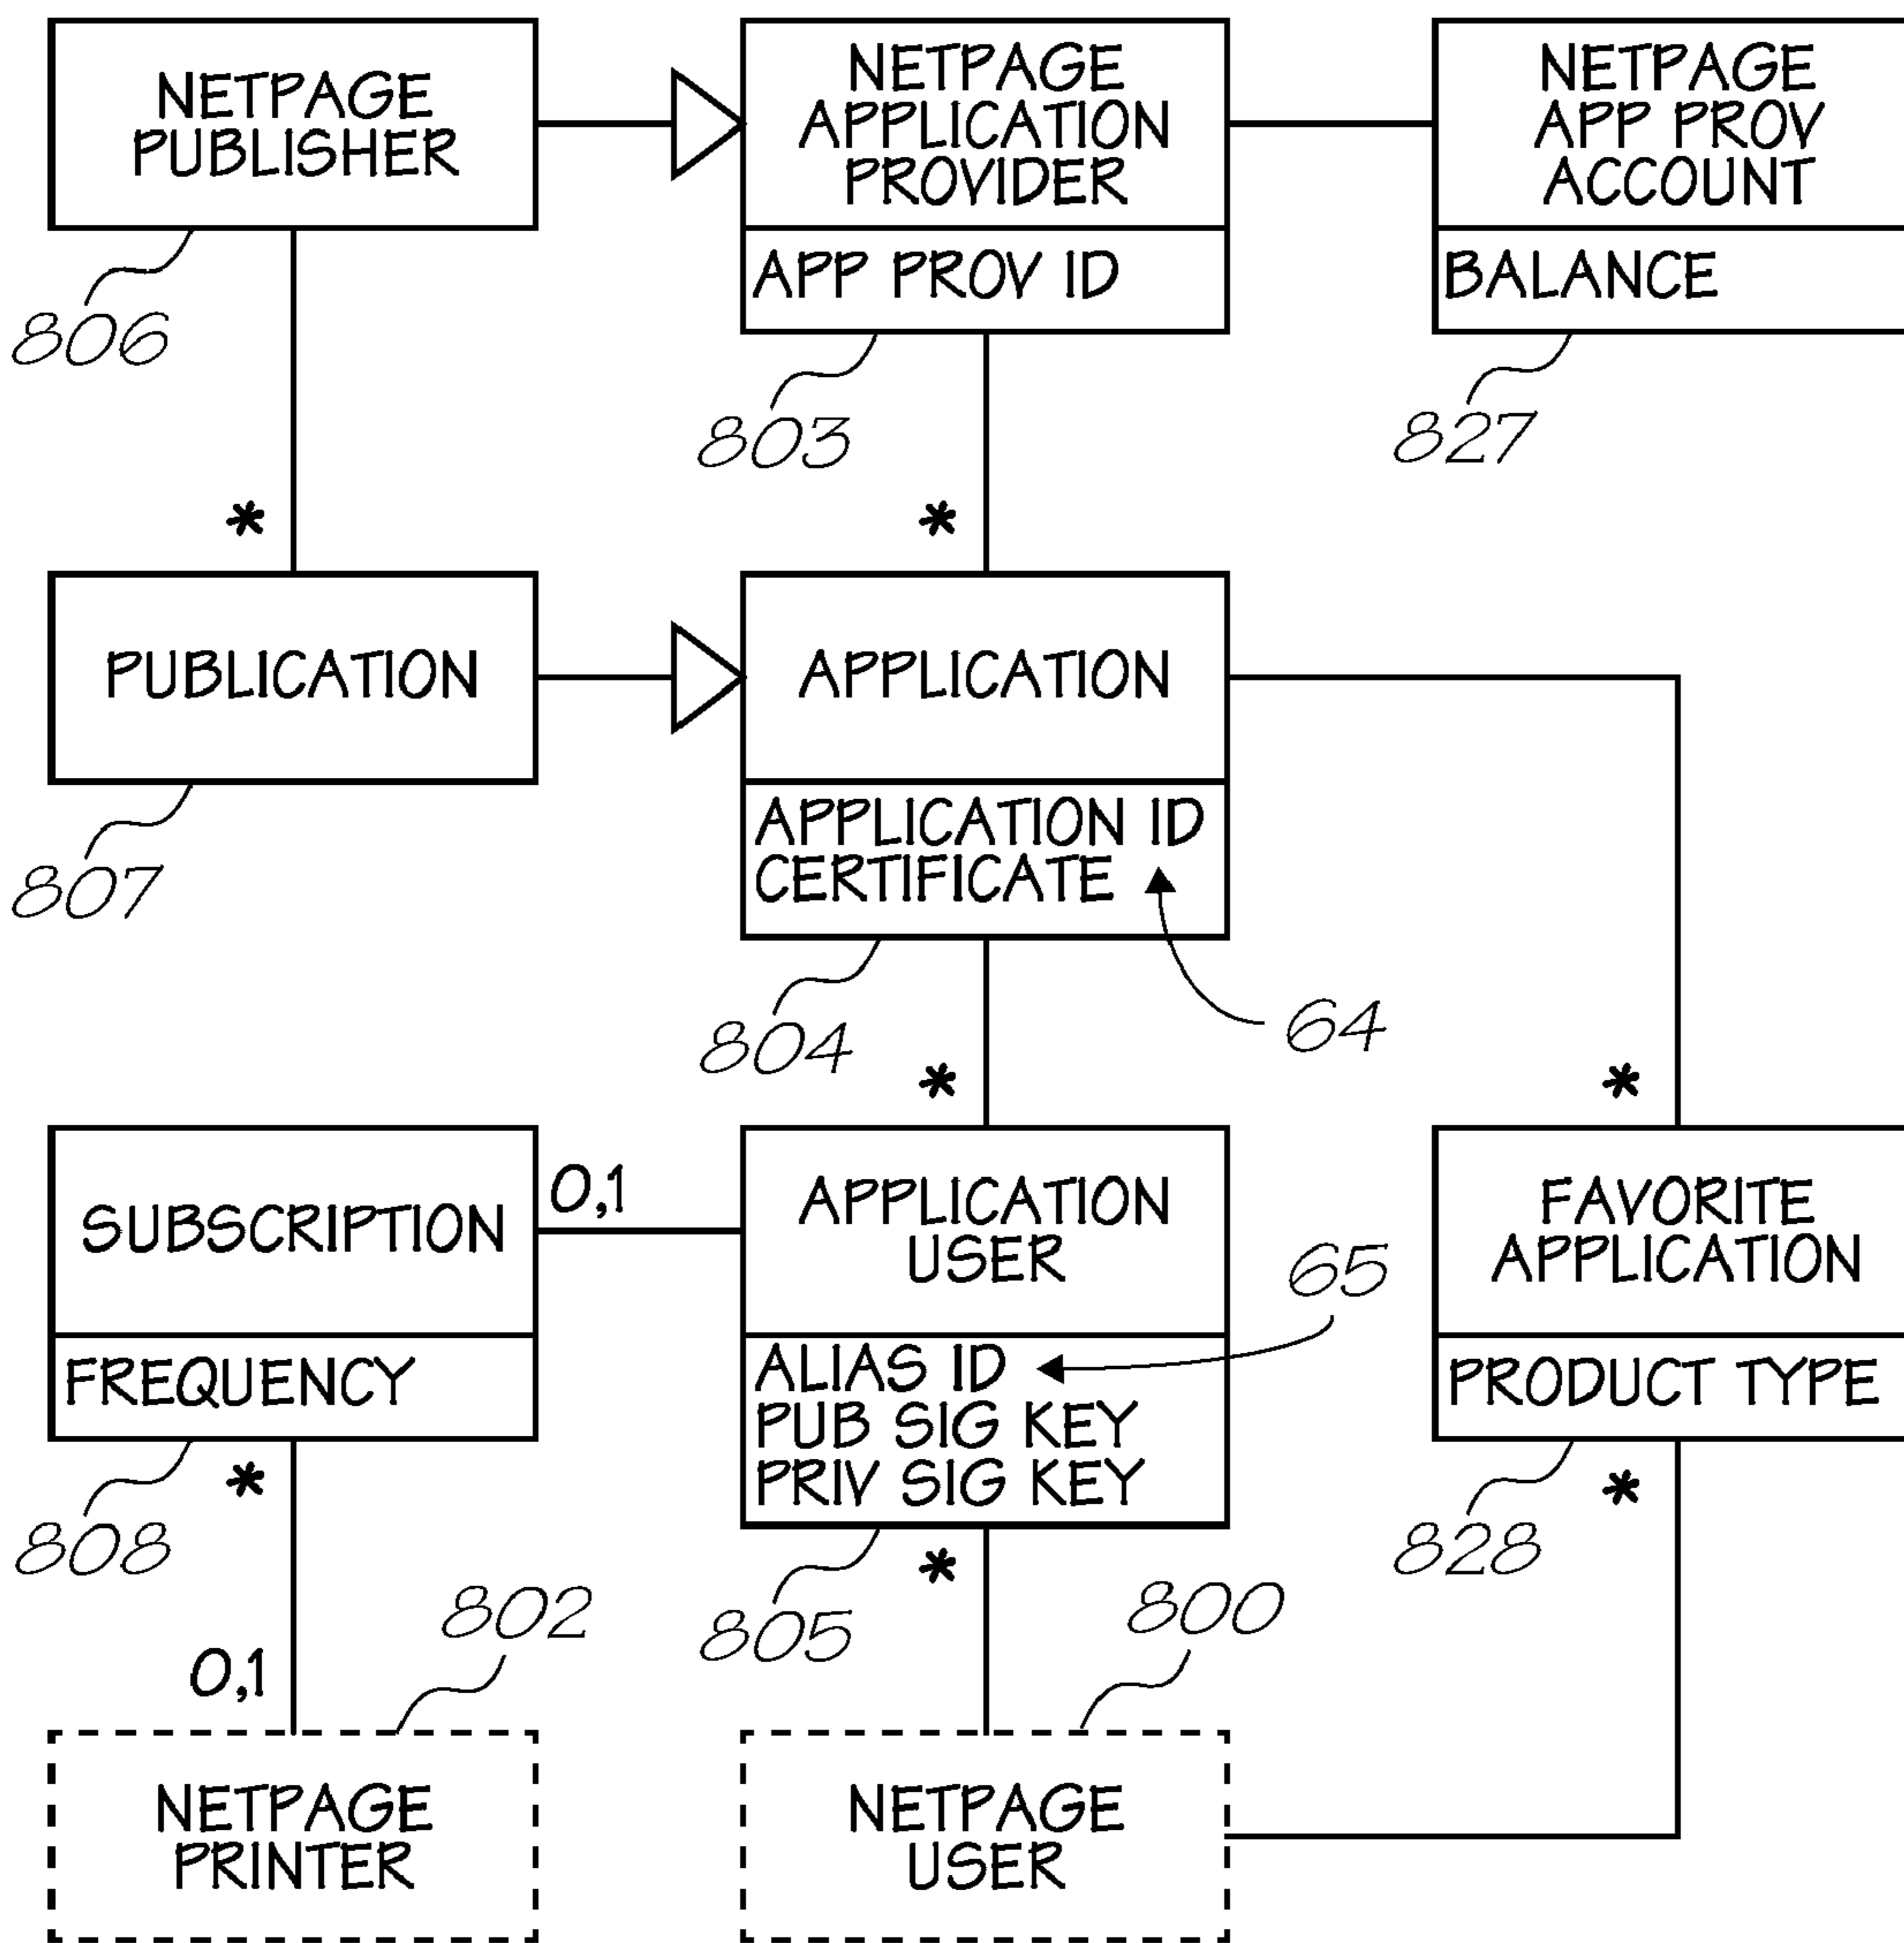 NETPAGE
PUBLISHER
806
NETPAGE
APPLICATION
PROVIDER
APP PROV ID
803
NETPAGE
APP PROV
ACCOUNT
BALANCE
827
*
*
PUBLICATION
807
APPLICATION
APPLICATION ID
CERTIFICATE
804
64
*
*
SUBSCRIPTION
FREQUENCY
808
0,1
APPLICATION
USER
65
ALIAS ID
PUB SIG KEY
PRIV SIG KEY
805
FAVORITE
APPLICATION
PRODUCT TYPE
828
*
*
*
802
800
0,1
NETPAGE
PRINTER
NETPAGE
USER